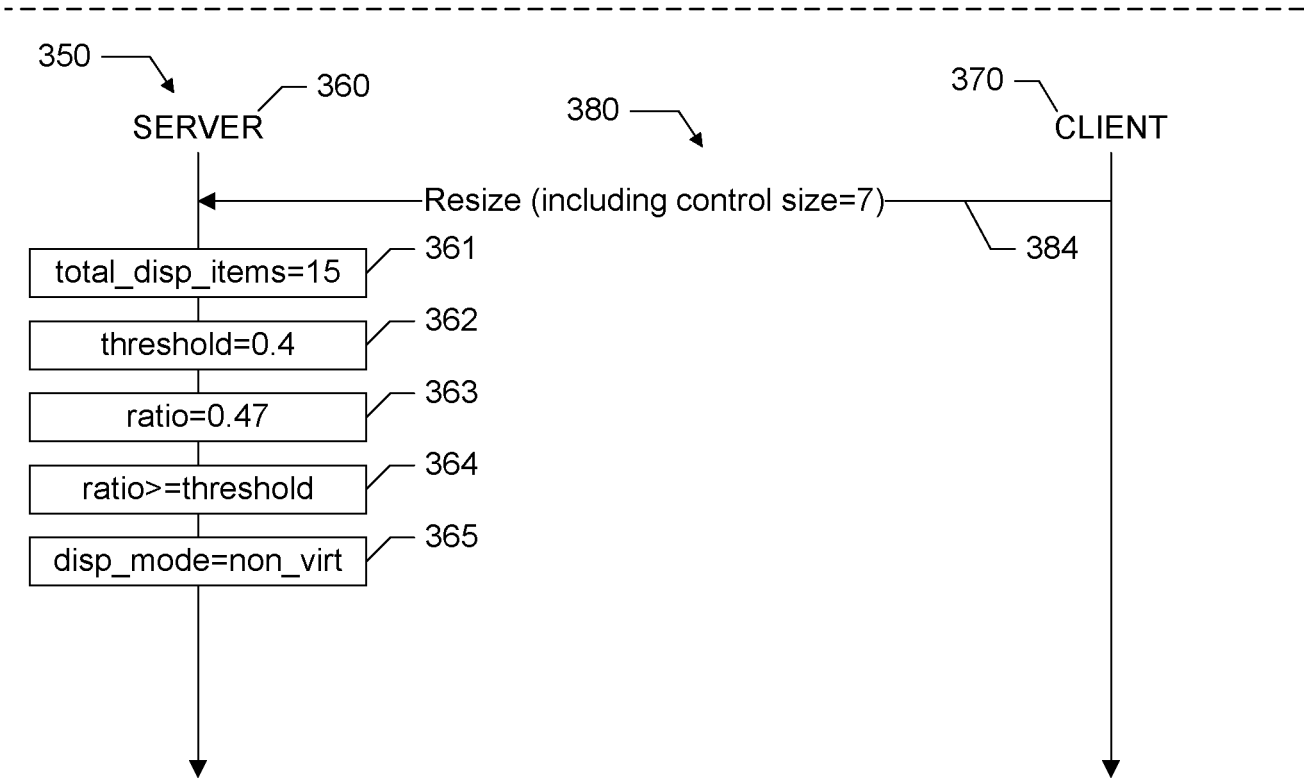 350
360
SERVER
380
370
CLIENT
Resize (including control size=7)
384
361
total_disp_items=15
362
threshold=0.4
363
ratio=0.47
364
ratio>=threshold
365
disp_mode=non_virt